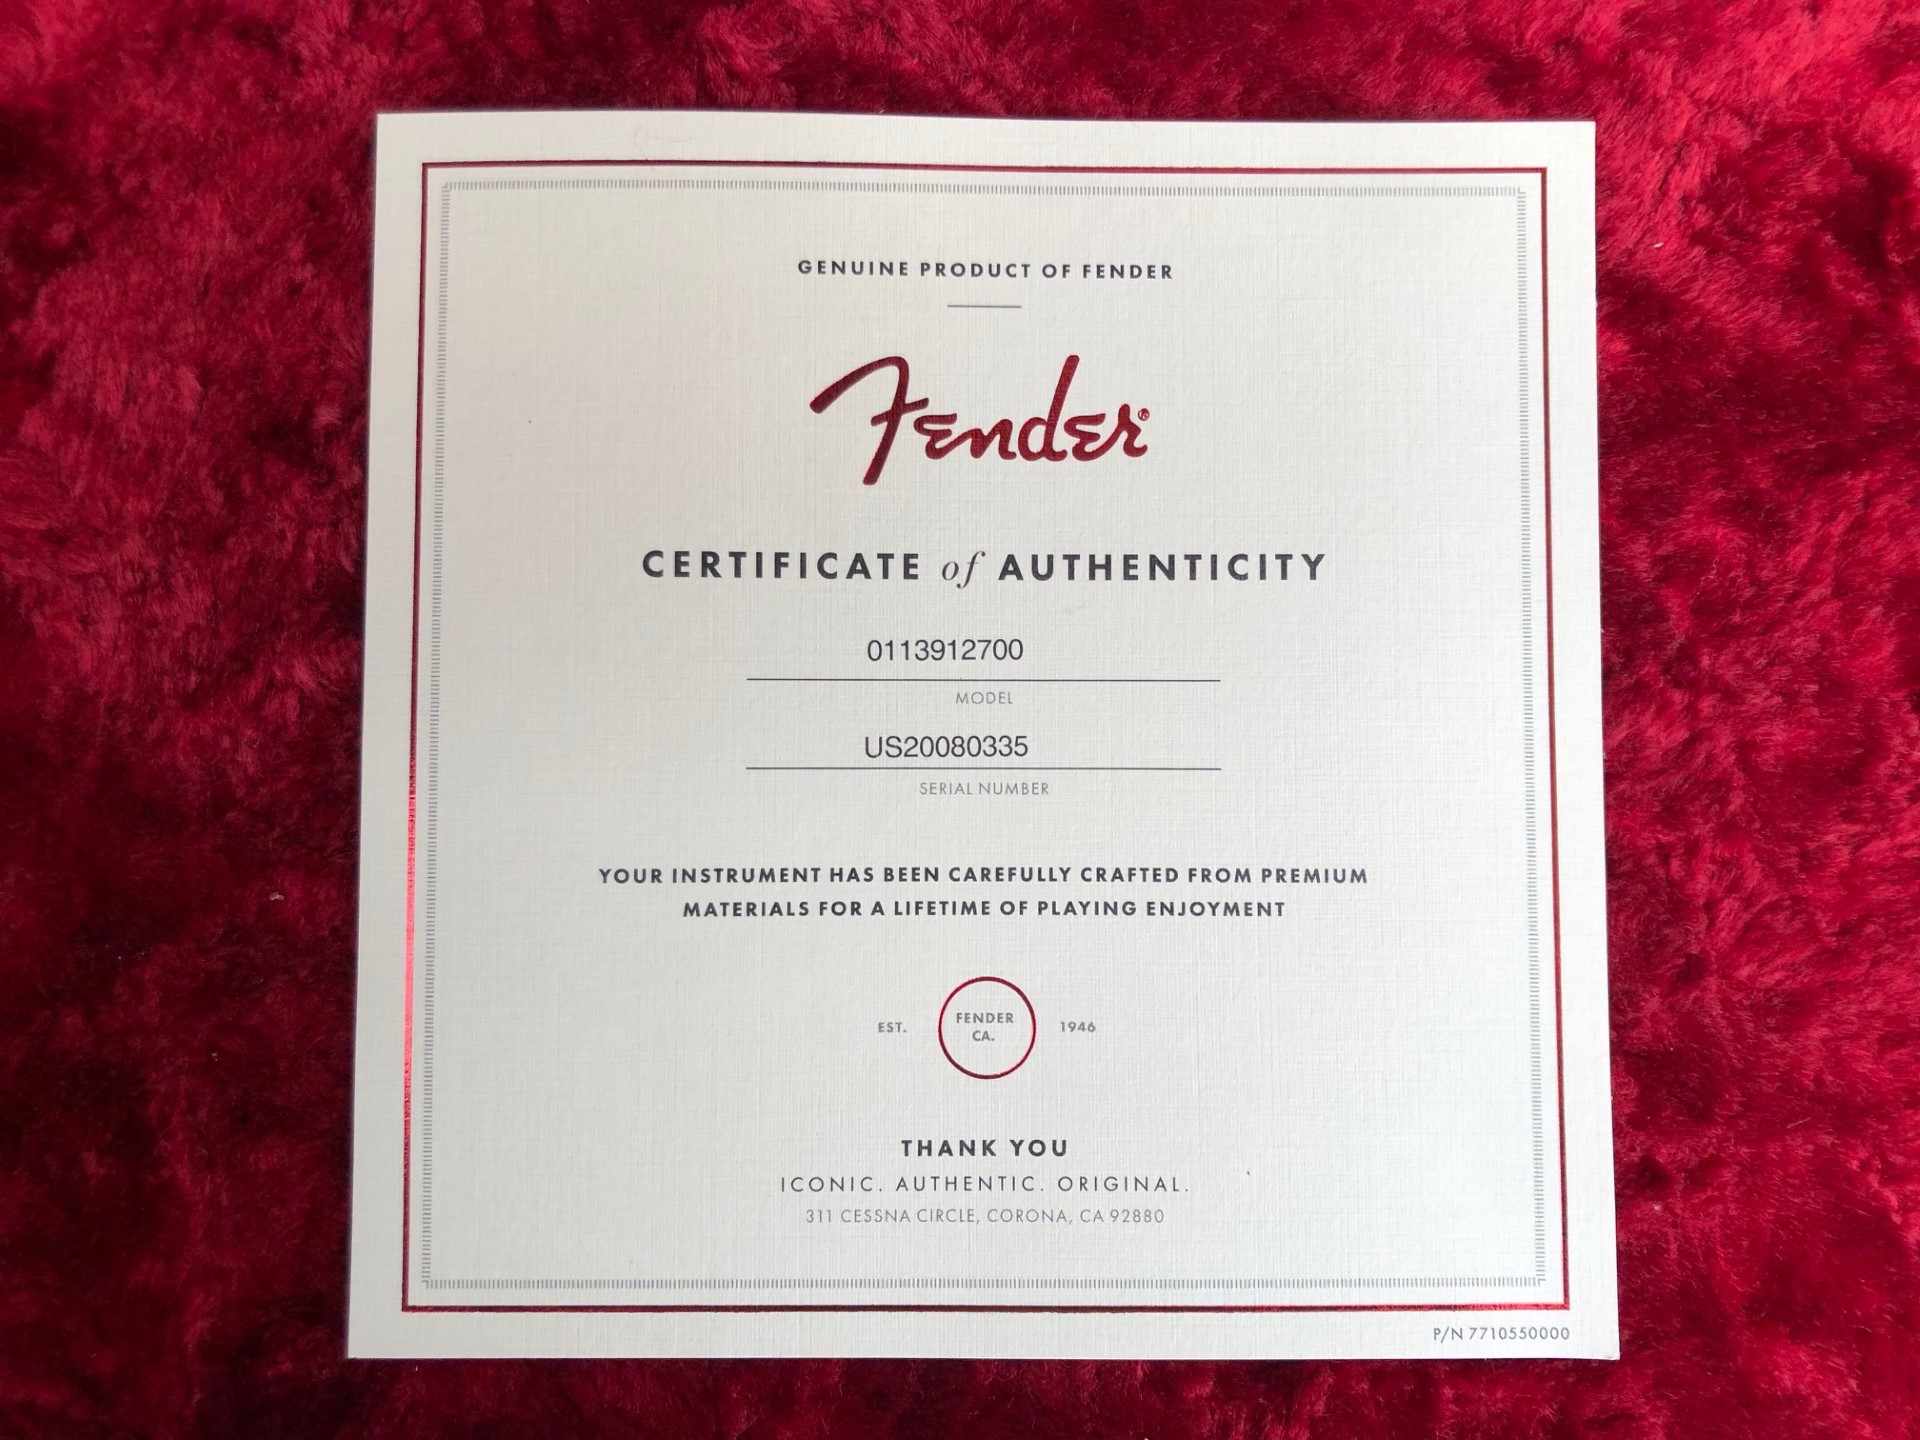 GENUINE PRODUCT OF FENDER
Fender®
CERTIFICATE of AUTHENTICITY
0113912700
MODEL
US20080335
SERIAL NUMBER
YOUR INSTRUMENT HAS BEEN CAREFULLY CRAFTED FROM PREMIUM
MATERIALS FOR A LIFETIME OF PLAYING ENJOYMENT
EST. FENDER CA. 1946
THANK YOU
ICONIC. AUTHENTIC. ORIGINAL.
311 CESSNA CIRCLE, CORONA, CA 92880
P/N 7710550000